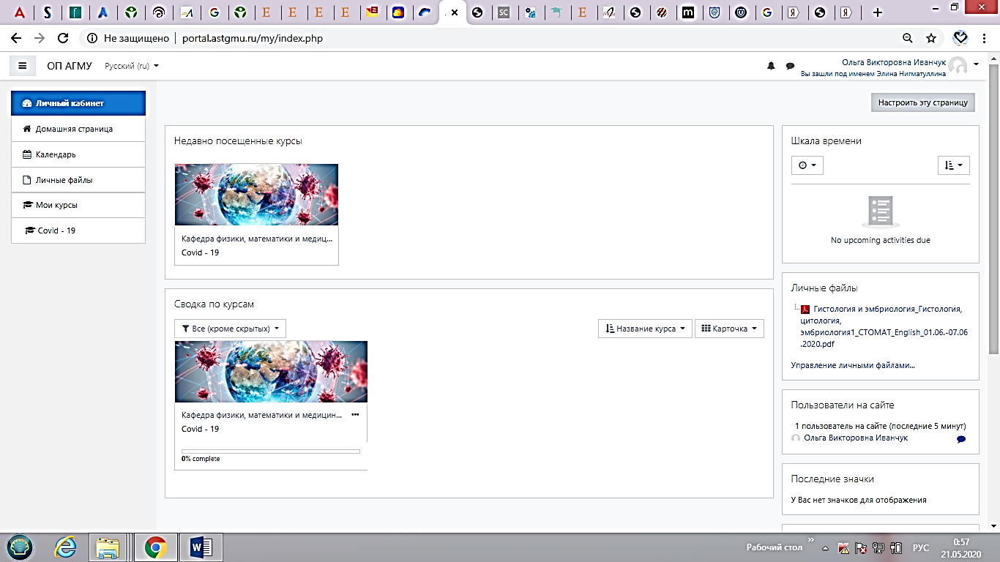 Не защищено
portal.astgmu.ru/my/index.php
ОП АГМУ
Русский (ru)
Ольга Викторовна Иванчук
Вы зашли под именем Элина Нигматуллина
Личный кабинет
Домашняя страница
Календарь
Личные файлы
Мои курсы
Covid - 19
Настроить эту страницу
Недавно посещенные курсы
Кафедра физики, математики и медиц...
Covid - 19
Сводка по курсам
Все (кроме скрытых)
Название курса
Карточка
Кафедра физики, математики и медицин...
Covid - 19
0% complete
Шкала времени
No upcoming activities due
Личные файлы
Гистология и эмбриология_Гистология,
цитология,
эмбриология1_СТОМАТ_English_01.06.-07.06
.2020.pdf
Управление личными файлами...
Пользователи на сайте
1 пользователь на сайте (последние 5 минут)
Ольга Викторовна Иванчук
Последние значки
У Вас нет значков для отображения
Рабочий стол
РУС
0:57
21.05.2020